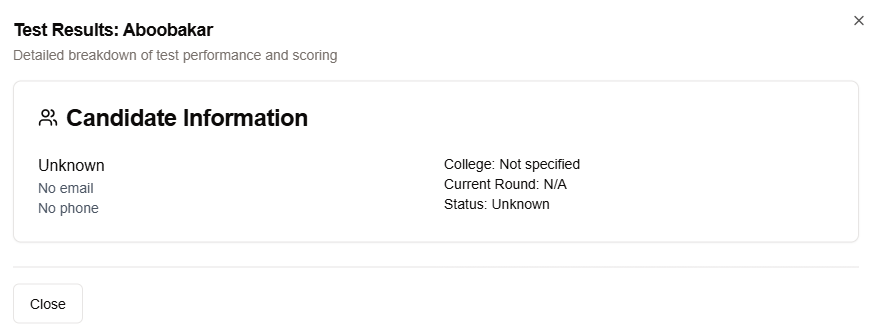 Test Results: Aboobakar
Detailed breakdown of test performance and scoring
Candidate Information
Unknown
No email
No phone
College: Not specified
Current Round: N/A
Status: Unknown
Close